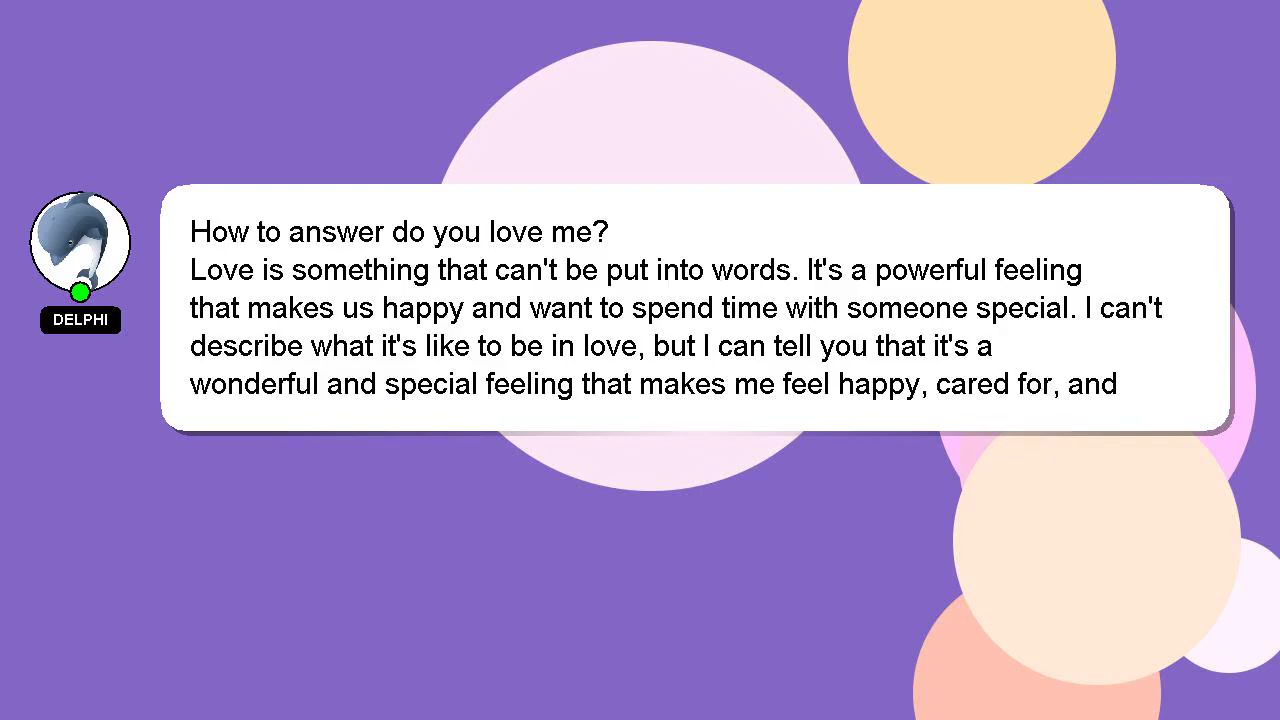 How to answer do you love me?
Love is something that can't be put into words. It's a powerful feeling
that makes us happy and want to spend time with someone special. I can't
describe what it's like to be in love, but I can tell you that it's a
wonderful and special feeling that makes me feel happy, cared for, and
DELPHI